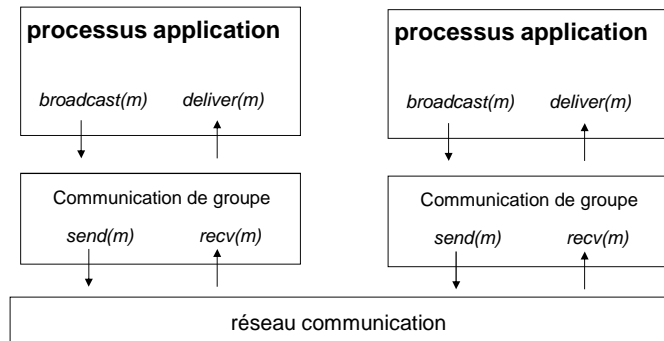 processus application
processus application
broadcast(m) deliver(m)
broadcast(m) deliver(m)
Communication de groupe
Communication de groupe
send(m) recv(m)
send(m) recv(m)
réseau communication